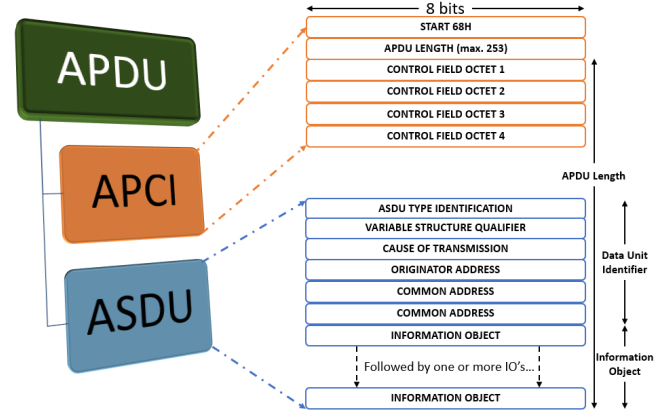 8 bits
APDU
APCI
ASDU
START 68H
APDU LENGTH (max. 253)
CONTROL FIELD OCTET 1
CONTROL FIELD OCTET 2
CONTROL FIELD OCTET 3
CONTROL FIELD OCTET 4
APDU Length
ASDU TYPE IDENTIFICATION
VARIABLE STRUCTURE QUALIFIER
CAUSE OF TRANSMISSION
ORIGINATOR ADDRESS
COMMON ADDRESS
COMMON ADDRESS
INFORMATION OBJECT
Data Unit
Identifier
Followed by one or more IO's...
Information
Object
INFORMATION OBJECT